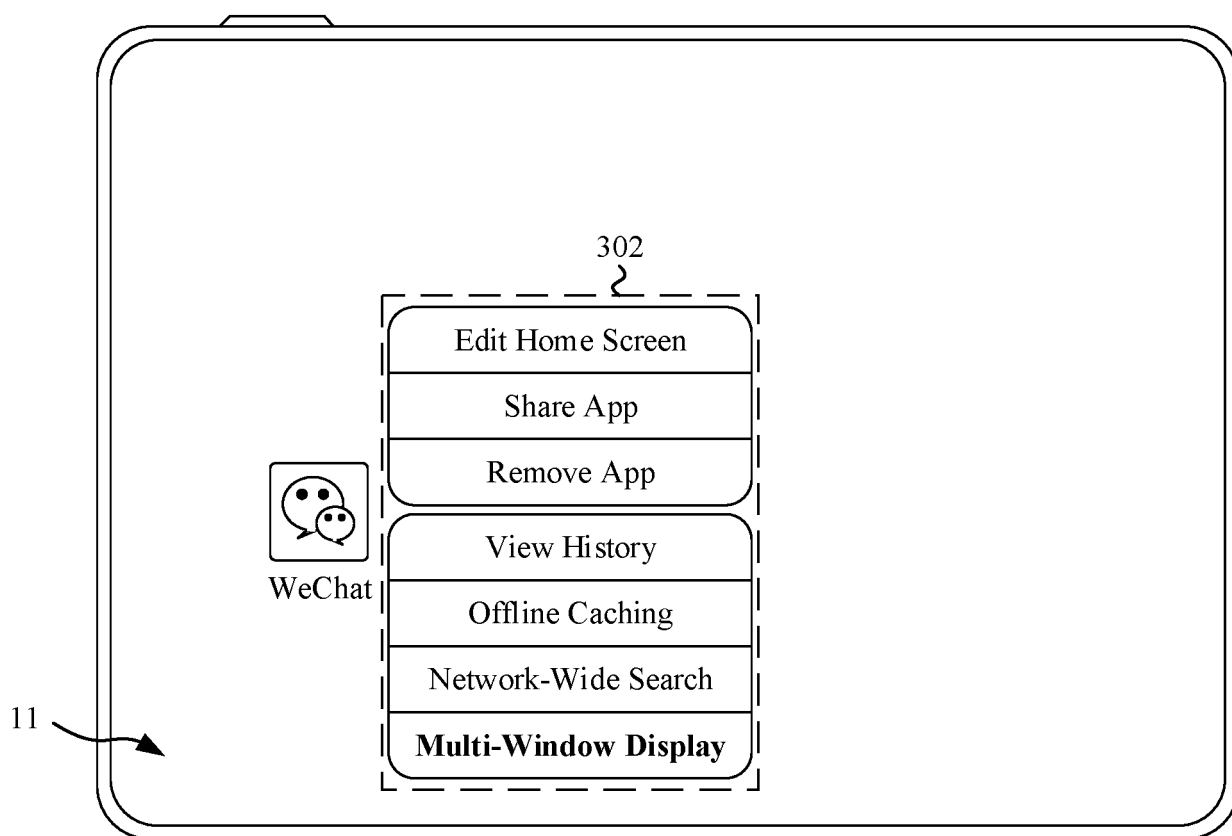 302
Edit Home Screen
Share App
Remove App
View History
WeChat
Offline Caching
Network-Wide Search
11
Multi-Window Display